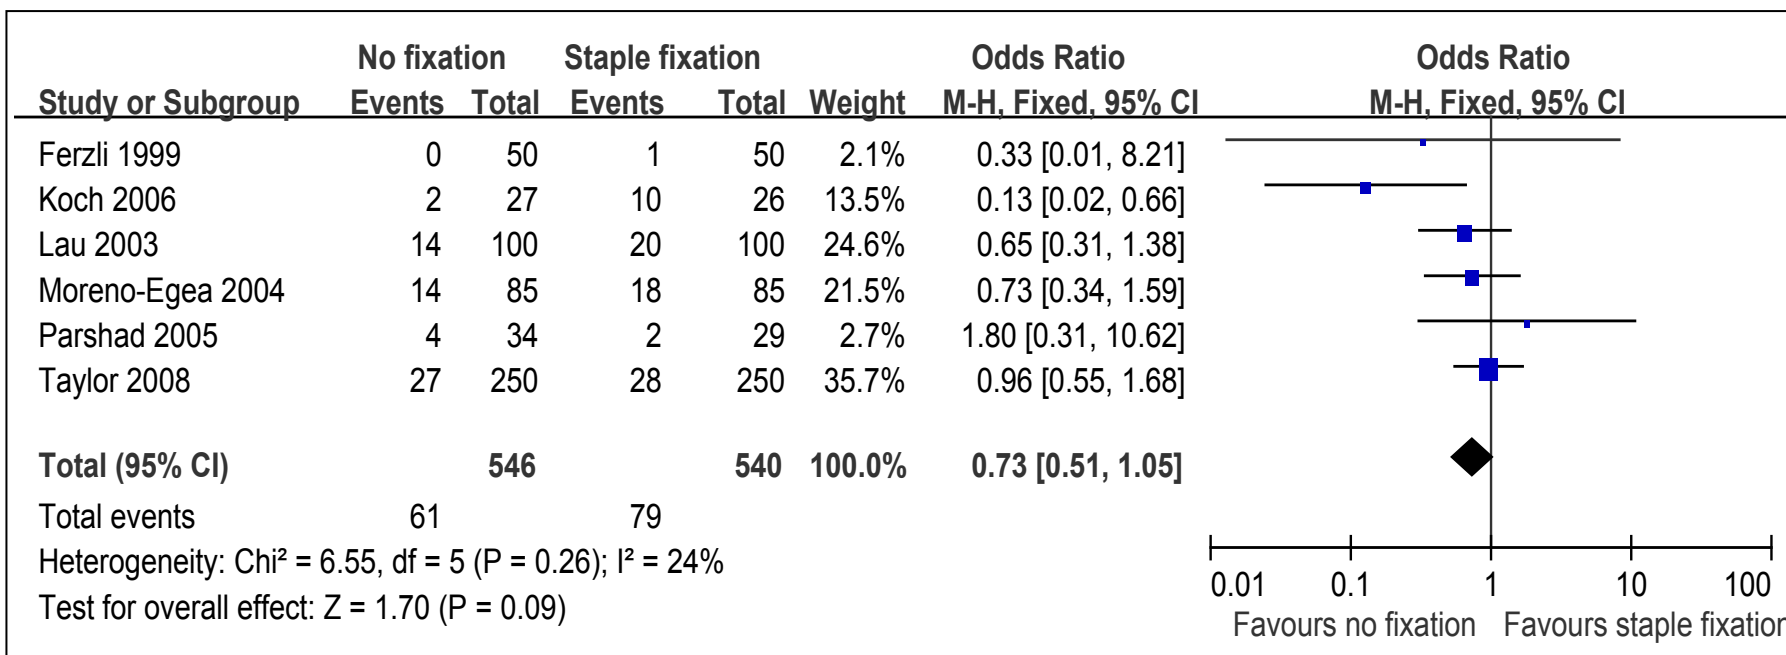 No fixation Staple fixation Odds Ratio Odds Ratio
Study or Subgroup Events Total Events Total Weight M-H, Fixed, 95% CI M-H, Fixed, 95% CI
Ferzli 1999 0 50 1 50 2.1% 0.33 [0.01, 8.21]
Koch 2006 2 27 10 26 13.5% 0.13 [0.02, 0.66]
Lau 2003 14 100 20 100 24.6% 0.65 [0.31, 1.38]
Moreno-Egea 2004 14 85 18 85 21.5% 0.73 [0.34, 1.59]
Parshad 2005 4 34 2 29 2.7% 1.80 [0.31, 10.62]
Taylor 2008 27 250 28 250 35.7% 0.96 [0.55, 1.68]
Total (95% CI) 546 540 100.0% 0.73 [0.51, 1.05]
Total events 61 79
Heterogeneity: Chi² = 6.55, df = 5 (P = 0.26); I² = 24%
Test for overall effect: Z = 1.70 (P = 0.09)
0.01 0.1 1 10 100
Favours no fixation Favours staple fixation